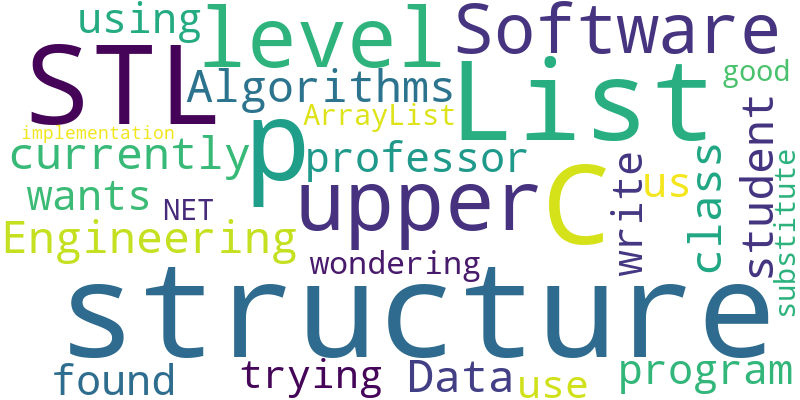 using
level
Software
STL
Algorithms
List
good
ArrayList
implementation
p
currently
professor
C
write
us
class
student
substitute
wants
NET
upper
Engineering
wondering
structure
found
trying
Data
use
program